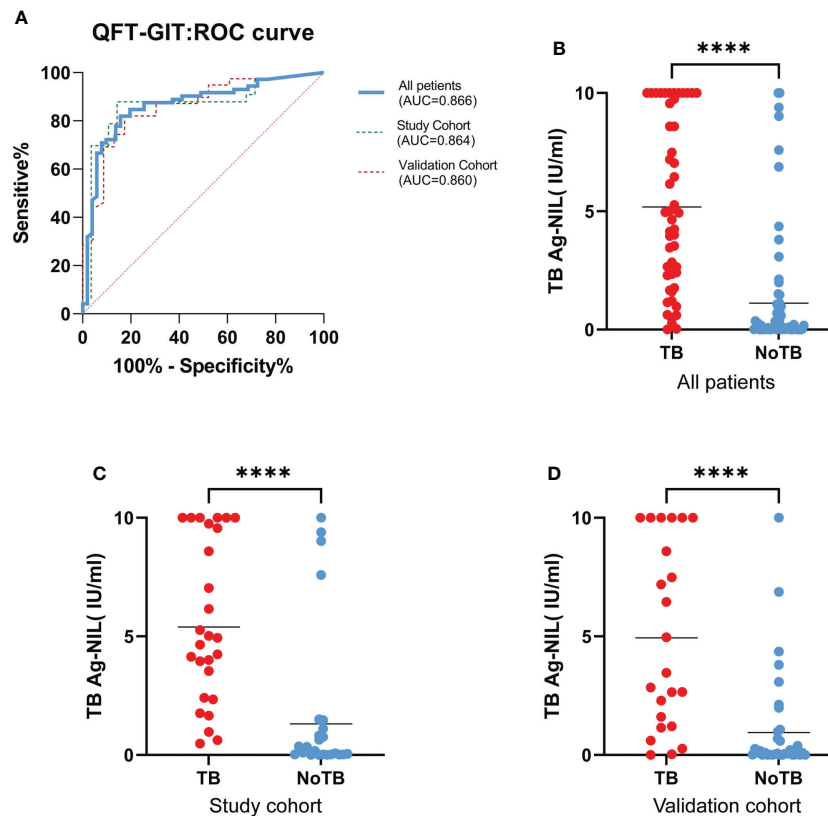 A
QFT-GIT:ROC curve
100
80
60
40
20
0
Sensitive%
0
20
40
60
80
100
100% - Specificity%
All petients
(AUC=0.866)
Study Cohort
(AUC=0.864)
Validation Cohort
(AUC=0.860)
B
****
10
5
0
TB Ag-NIL( IU/ml)
TB
NoTB
All patients
C
****
10
5
0
TB Ag-NIL( IU/ml)
TB
NoTB
Study cohort
D
****
10
5
0
TB Ag-NIL( IU/ml)
TB
NoTB
Validation cohort